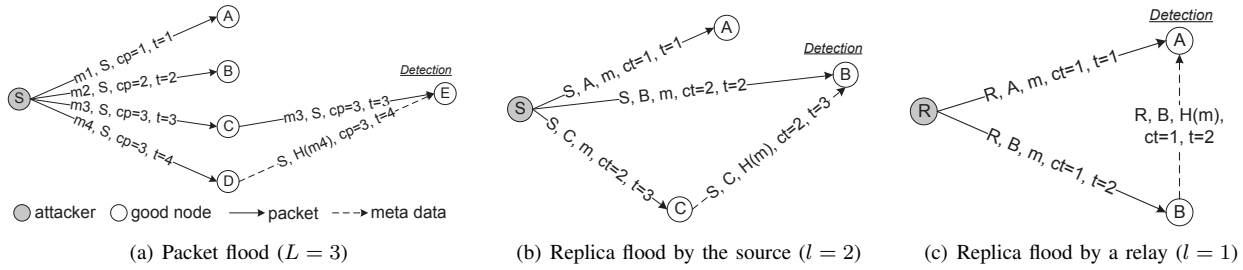 A
m1, S, cp=1, t=1
m2, S, cp=2, t=2
B
S
m3, S, cp=3, t=3
C
m3, S, cp=3, t=3
Detection
E
m4, S, cp=3, t=4
D
S, H(m4), cp=3, t=4
attacker
good node
packet
meta data
(a) Packet flood (L = 3)
A
S, A, m, ct=1, t=1
Detection
B
S
S, B, m, ct=2, t=2
S, C, m, ct=2, t=3
S, C, H(m), ct=2, t=3
C
(b) Replica flood by the source (l = 2)
Detection
A
R, A, m, ct=1, t=1
R
R, B, H(m),
ct=1, t=2
R, B, m, ct=1, t=2
B
(c) Replica flood by a relay (l = 1)